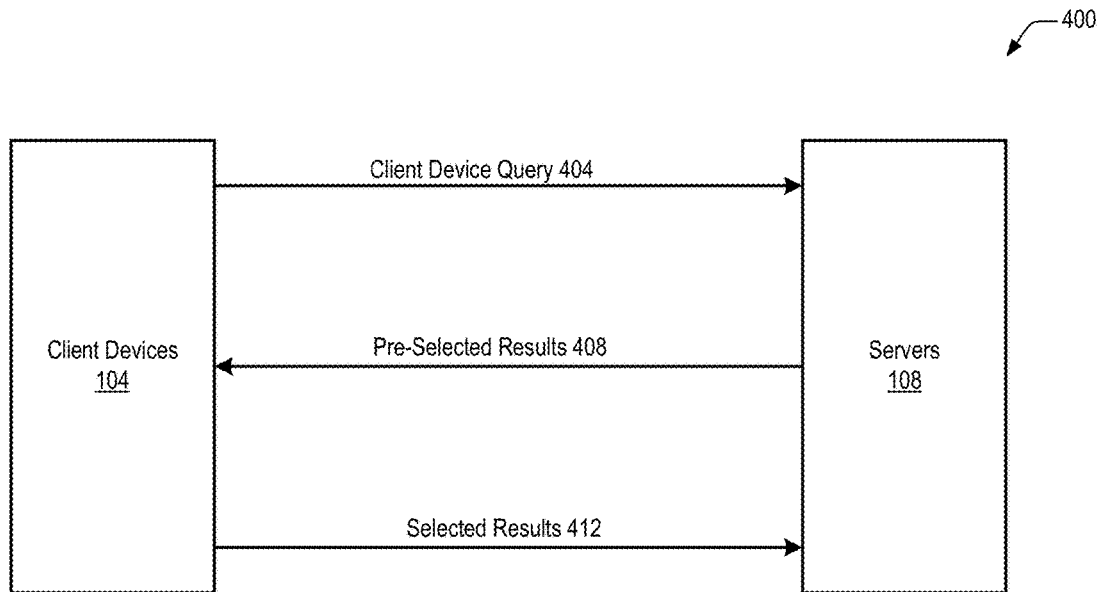 400
Client Device Query 404
Client Devices
104
Pre-Selected Results 408
Servers
108
Selected Results 412